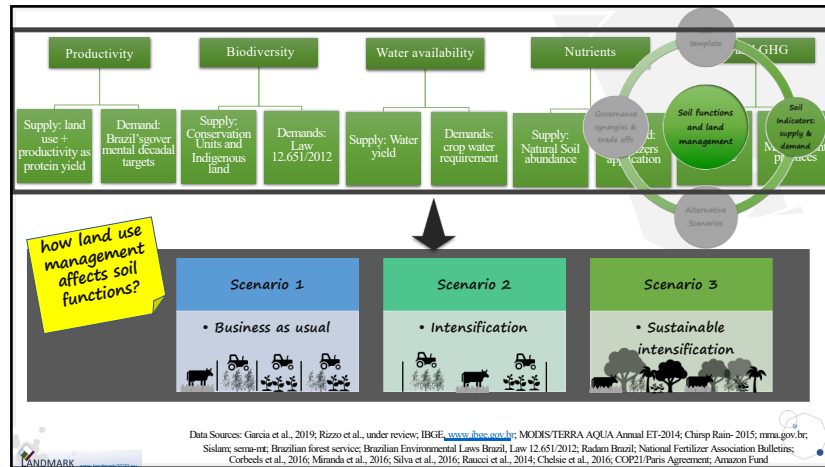 Productivity
Biodiversity
Water availability
Nutrients
GHG
template
Supply: land
use +
productivity as
protein yield
Demand:
Brazil'sgover
mental decadal
targets
Supply:
Conservation
Units and
Indigenous
land
Demands:
Law
12.651/2012
Supply: Water
yield
Demands:
crop water
requirement
Supply:
Natural Soil
abundance
application
Governance
synergies &
trade offs
Soil functions
and land
management
Soil
Indicators:
supply &
demand
Alternative
Scenarios
how land use
management
affects soil
functions?
Scenario 1
• Business as usual
Scenario 2
• Intensification
Scenario 3
• Sustainable
intensification
Data Sources: Garcia et al., 2019; Rizzo et al., under review; IBGE, www.ibge.gov.br; MODIS/TERRA AQUA Annual ET-2014; Chirsp Rain- 2015; mma.gov.br;
Sislam; sema-mt; Brazilian forest service; Brazilian Environmental Laws Brazil, Law 12.651/2012; Radam Brazil; National Fertilizer Association Bulletins;
Corbeels et al., 2016; Miranda et al., 2016; Silva et al., 2016; Raucci et al., 2014; Chelsie et al., 2016; COP21/Paris Agreement; Amazon Fund
LANDMARK
www.landmark2020.eu